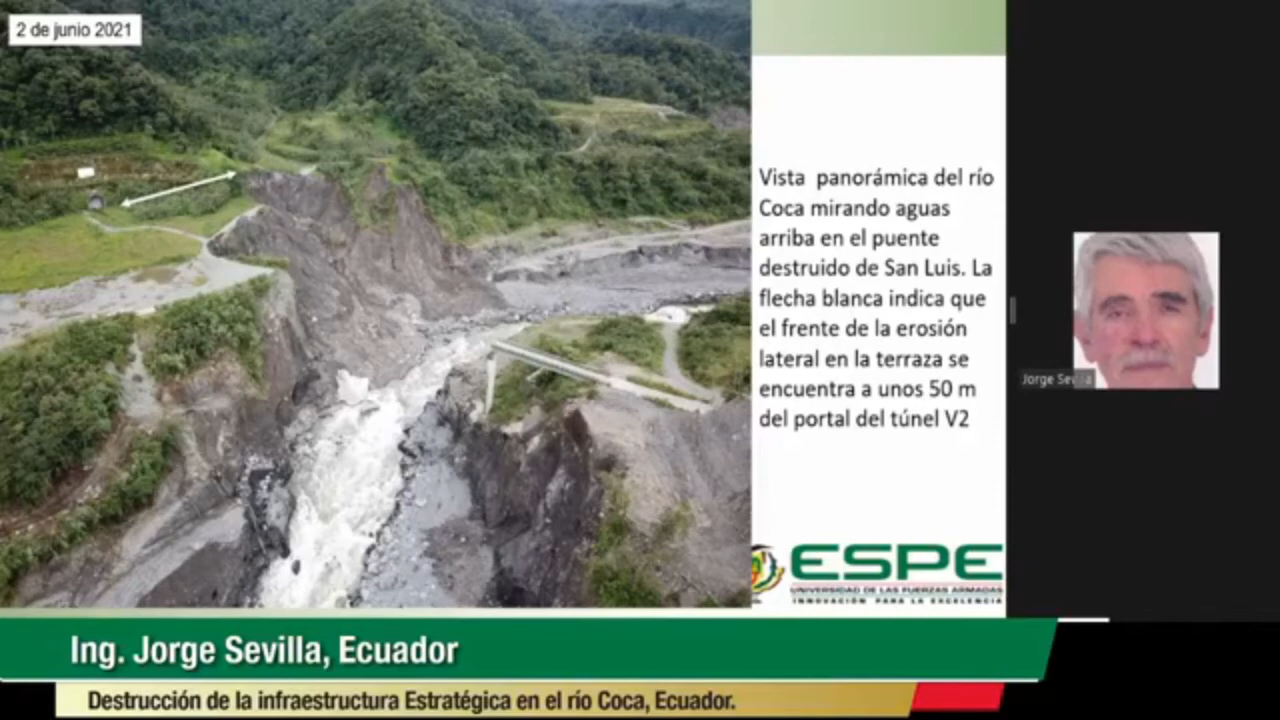 2 de junio 2021
Vista panorámica del río
Coca mirando aguas
arriba en el puente
destruido de San Luis. La
flecha blanca indica que
el frente de la erosión
lateral en la terraza se
encuentra a unos 50 m
del portal del túnel V2
Jorge Sevilla
ESPE
UNIVERSIDAD DE LAS FUERZAS ARMADAS
INNOVACIÓN PARA LA EXCELENCIA
Ing. Jorge Sevilla, Ecuador
Destrucción de la infraestructura Estratégica en el río Coca, Ecuador.